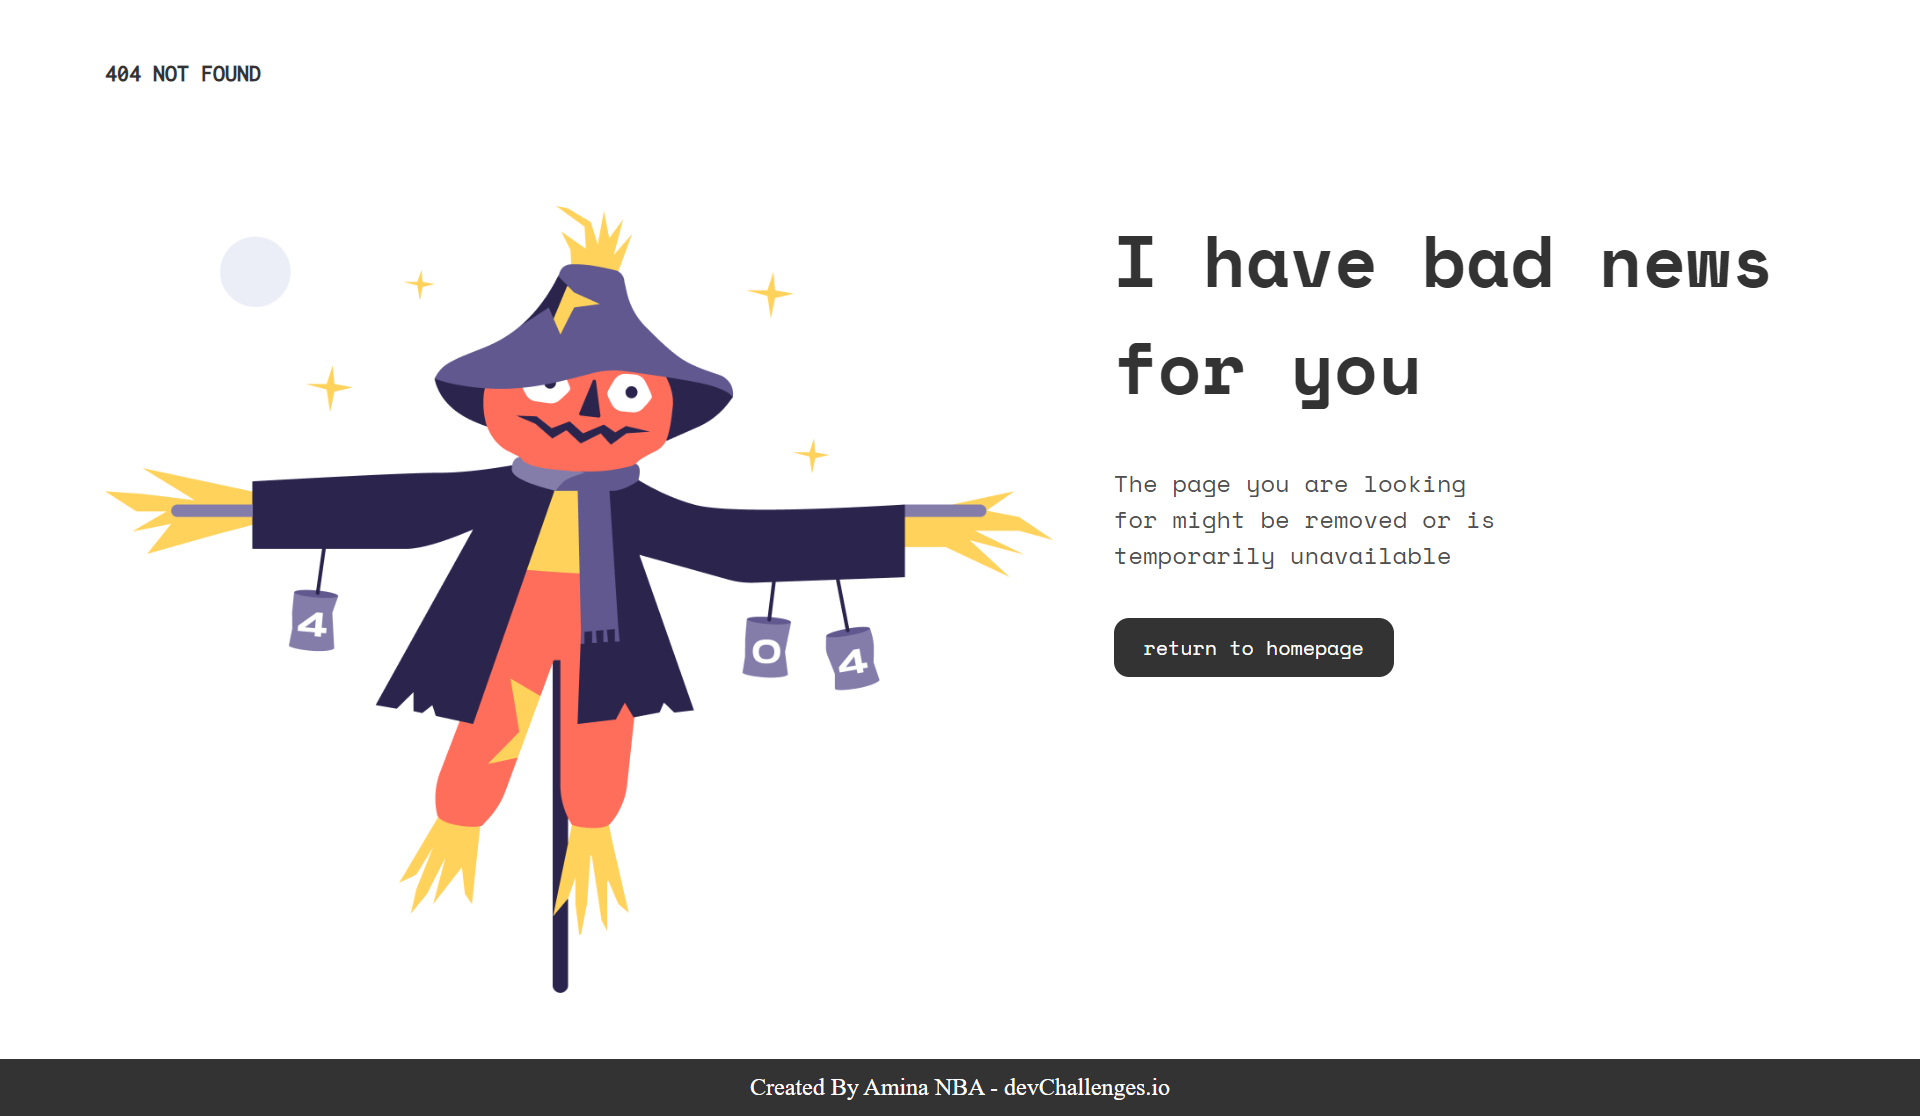 404 NOT FOUND
I have bad news
for you
The page you are looking
for might be removed or is
temporarily unavailable
return to homepage
4
0
4
Created By Amina NBA - devChallenges.io